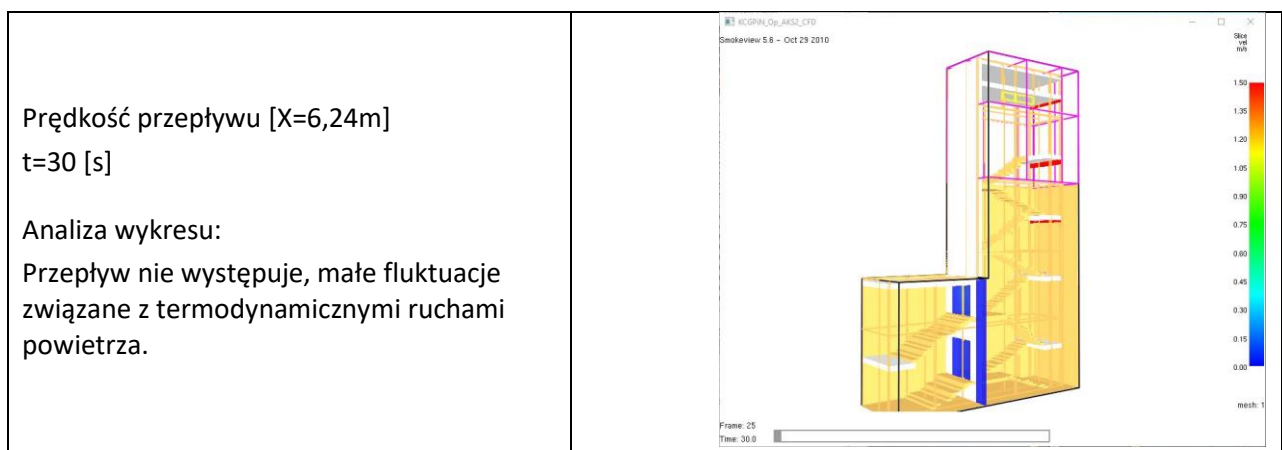 Prędkość przepływu [X=6,24m]
t=30 [s]
Analiza wykresu:
Przepływ nie występuje, małe fluktuacje
związane z termodynamicznymi ruchami
powietrza.
KCGPiN_Op_AKS2_CFD
Smokeview 5.6 - Oct 29 2010
Slice
vel
m/s
1.50
1.35
1.20
1.05
0.90
0.75
0.60
0.45
0.30
0.15
0.00
mesh: 1
Frame: 25
Time: 30.0